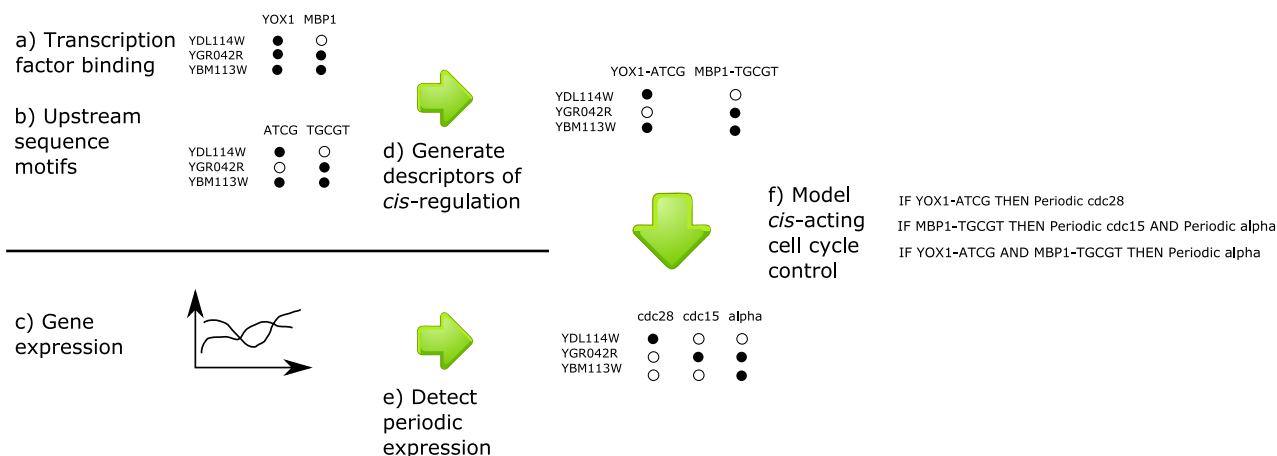 a) Transcription
factor binding
YOX1 MBP1
YDL114W
YGR042R
YBM113W
b) Upstream
sequence
motifs
ATCG TGCGT
YDL114W
YGR042R
YBM113W
d) Generate
descriptors of
cis-regulation
YOX1-ATCG MBP1-TGCGT
YDL114W
YGR042R
YBM113W
c) Gene
expression
e) Detect
periodic
expression
cdc28 cdc15 alpha
YDL114W
YGR042R
YBM113W
f) Model
cis-acting
cell cycle
control
IF YOX1-ATCG THEN Periodic cdc28
IF MBP1-TGCGT THEN Periodic cdc15 AND Periodic alpha
IF YOX1-ATCG AND MBP1-TGCGT THEN Periodic alpha